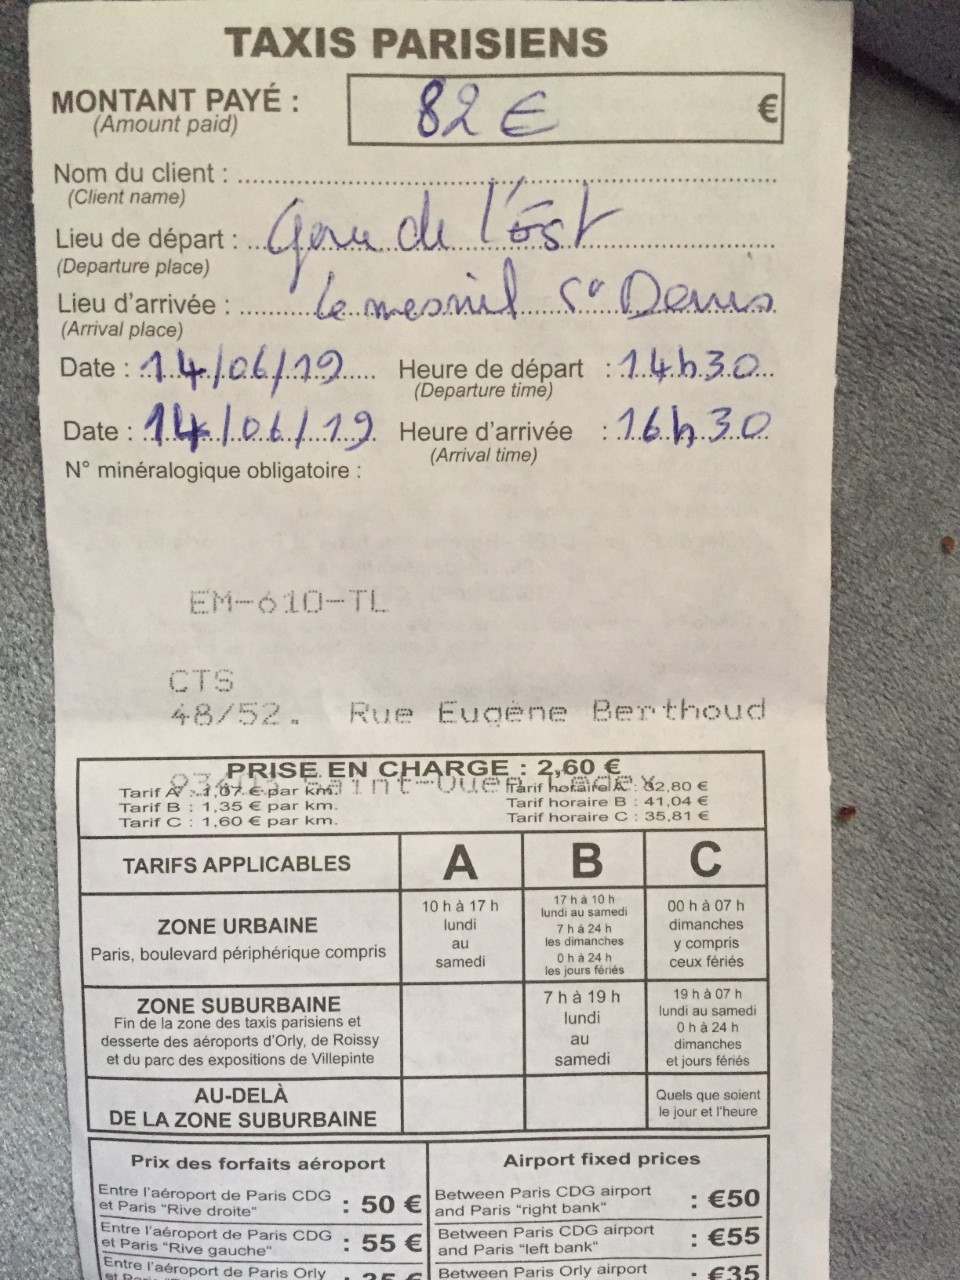 TAXIS PARISIENS
MONTANT PAYÉ : 82 € €
(Amount paid)
Nom du client :
(Client name)
Lieu de départ : Gare de l'Est
(Departure place)
Lieu d'arrivée : Le mesnil St Denis
(Arrival place)
Date : 14/06/19 Heure de départ : 14h30
(Departure time)
Date : 14/06/19 Heure d'arrivée : 16h30
(Arrival time)
N° minéralogique obligatoire :
EM-610-TL
CTS
48/52. Rue Eugène Berthoud
PRISE EN CHARGE : 2,60 €
93403 Saint-Ouen Cedex
Tarif A : 1,07 € par km. Tarif horaire A : 32,80 €
Tarif B : 1,35 € par km. Tarif horaire B : 41,04 €
Tarif C : 1,60 € par km. Tarif horaire C : 35,81 €
TARIFS APPLICABLES A B C
ZONE URBAINE
Paris, boulevard périphérique compris
10 h à 17 h
lundi
au
samedi
17 h à 10 h
lundi au samedi
7 h à 24 h
les dimanches
0 h à 24 h
les jours fériés
00 h à 07 h
dimanches
y compris
ceux fériés
ZONE SUBURBAINE
Fin de la zone des taxis parisiens et
desserte des aéroports d'Orly, de Roissy
et du parc des expositions de Villepinte
7 h à 19 h
lundi
au
samedi
19 h à 07 h
lundi au samedi
0 h à 24 h
dimanches
et jours fériés
AU-DELÀ
DE LA ZONE SUBURBAINE
Quels que soient
le jour et l'heure
Prix des forfaits aéroport
Entre l'aéroport de Paris CDG
et Paris "Rive droite" : 50 €
Entre l'aéroport de Paris CDG
et Paris "Rive gauche" : 55 €
Entre l'aéroport de Paris Orly
et Paris : 35 €
Airport fixed prices
Between Paris CDG airport
and Paris "right bank" : €50
Between Paris CDG airport
and Paris "left bank" : €55
Between Paris Orly airport : €35